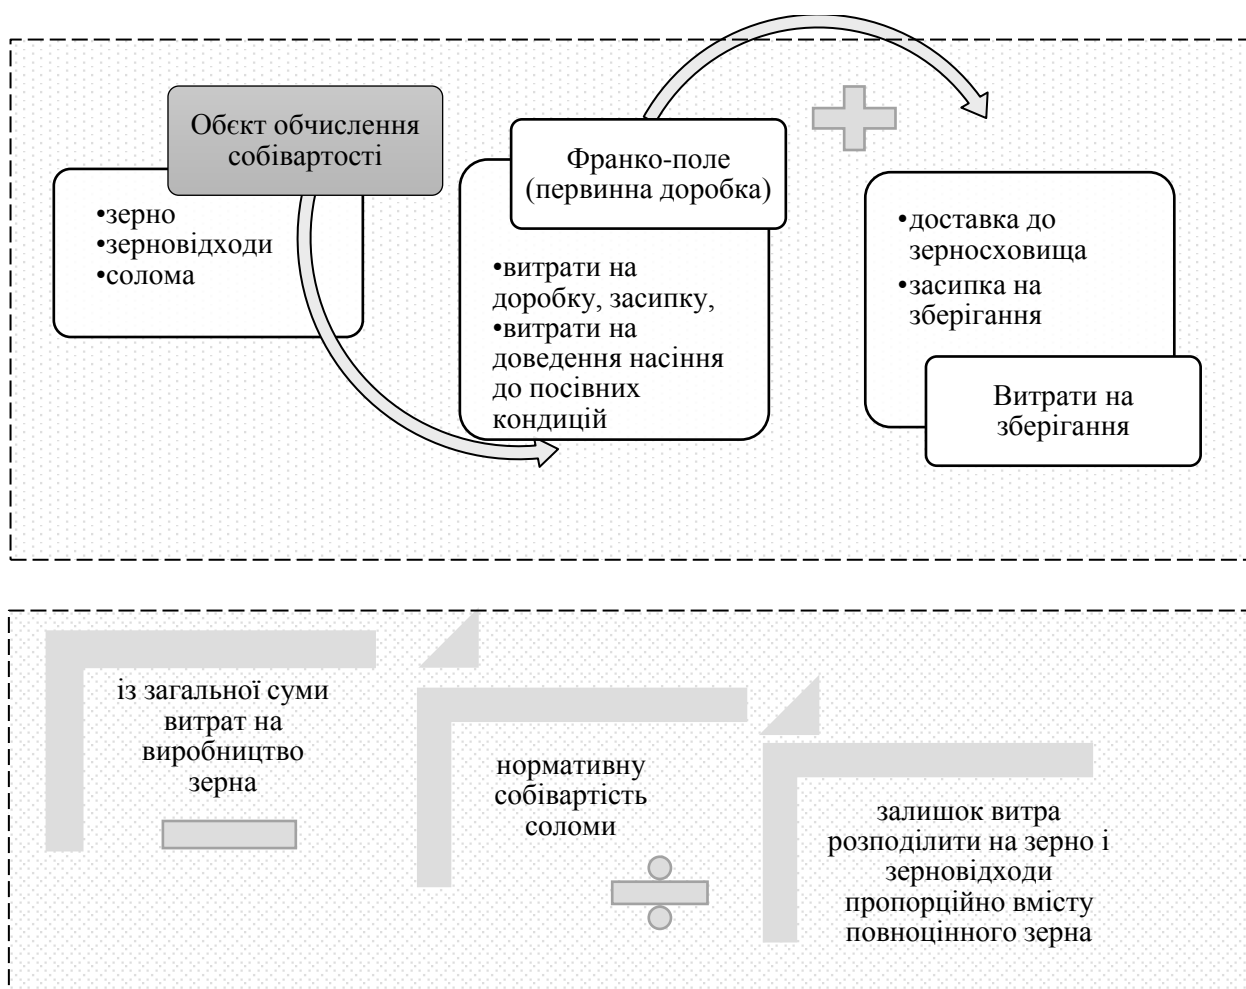 Обєкт обчислення
собівартості
•зерно
•зерновідходи
•солома
Франко-поле
(первинна доробка)
•витрати на
доробку, засипку,
•витрати на
доведення насіння
до посівних
кондицій
•доставка до
зерносховища
•засипка на
зберігання
Витрати на
зберігання
із загальної суми
витрат на
виробництво
зерна
нормативну
собівартість
соломи
залишок витра
розподілити на зерно і
зерновідходи
пропорційно вмісту
повноцінного зерна